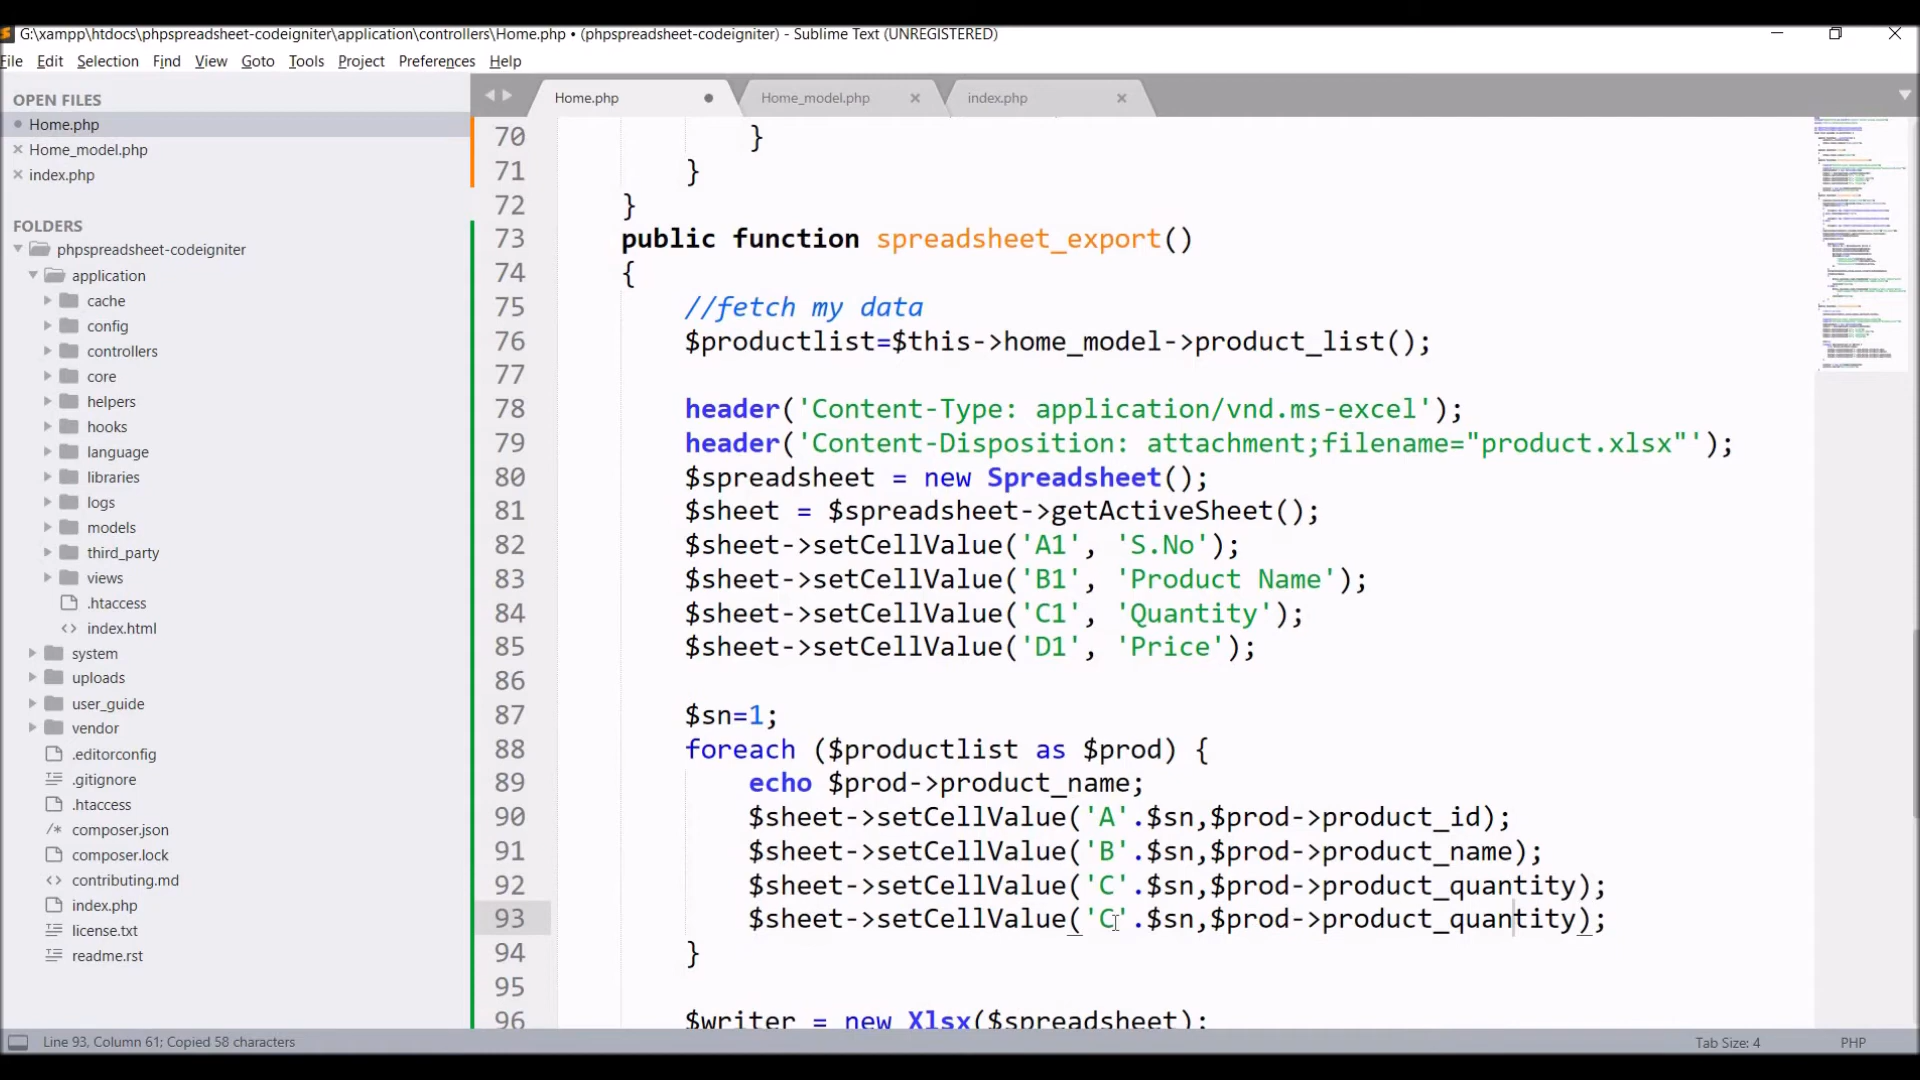 G:\xampp\htdocs\phpspreadsheet-codeigniter\application\controllers\Home.php • (phpspreadsheet-codeigniter) - Sublime Text (UNREGISTERED)
File Edit Selection Find View Goto Tools Project Preferences Help
OPEN FILES
Home.php
Home_model.php
index.php
FOLDERS
phpspreadsheet-codeigniter
application
cache
config
controllers
core
helpers
hooks
language
libraries
logs
models
third_party
views
.htaccess
index.html
system
uploads
user_guide
vendor
.editorconfig
.gitignore
.htaccess
composer.json
composer.lock
contributing.md
index.php
license.txt
readme.rst
Home.php Home_model.php index.php
70 }
71 }
72 }
73 public function spreadsheet_export()
74 {
75 //fetch my data
76 $productlist=$this->home_model->product_list();
77
78 header('Content-Type: application/vnd.ms-excel');
79 header('Content-Disposition: attachment;filename="product.xlsx"');
80 $spreadsheet = new Spreadsheet();
81 $sheet = $spreadsheet->getActiveSheet();
82 $sheet->setCellValue('A1', 'S.No');
83 $sheet->setCellValue('B1', 'Product Name');
84 $sheet->setCellValue('C1', 'Quantity');
85 $sheet->setCellValue('D1', 'Price');
86
87 $sn=1;
88 foreach ($productlist as $prod) {
89 echo $prod->product_name;
90 $sheet->setCellValue('A'.$sn,$prod->product_id);
91 $sheet->setCellValue('B'.$sn,$prod->product_name);
92 $sheet->setCellValue('C'.$sn,$prod->product_quantity);
93 $sheet->setCellValue('C'.$sn,$prod->product_quantity);
94 }
95
96 $writer = new Xlsx($spreadsheet);
Line 93, Column 61; Copied 58 characters Tab Size: 4 PHP